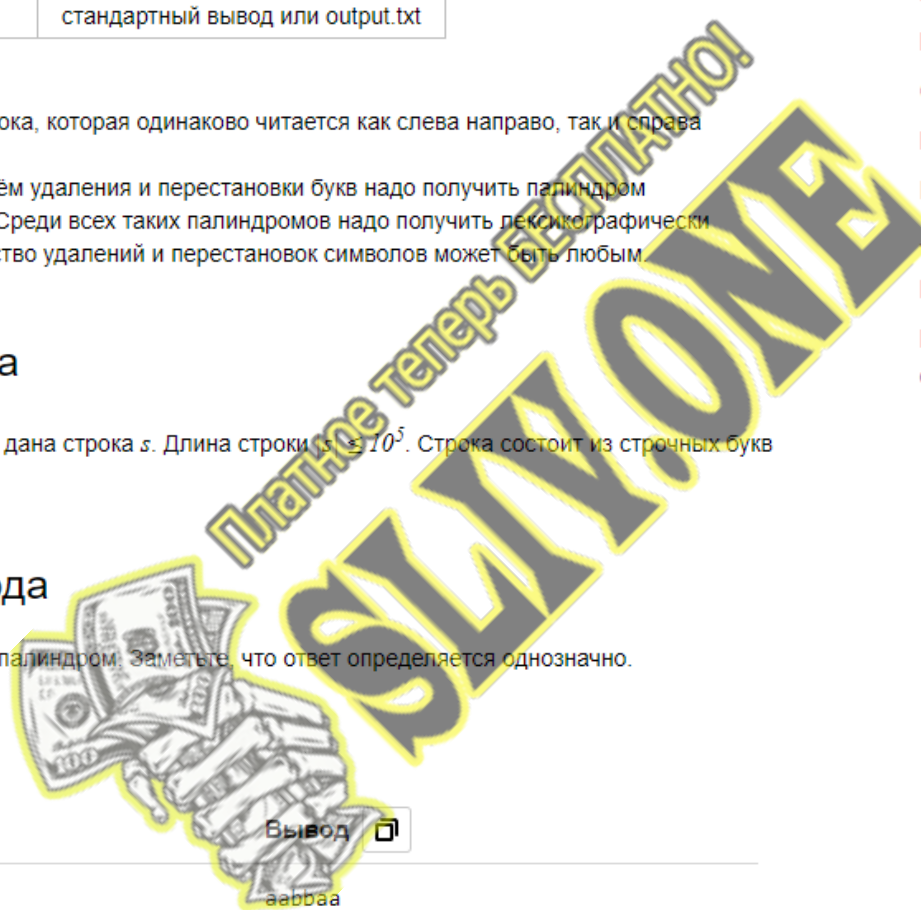 стандартный вывод или output.txt
ока, которая одинаково читается как слева направо, так и справа
ём удаления и перестановки букв надо получить палиндром
Среди всех таких палиндромов надо получить лексикографически
ство удалений и перестановок символов может быть любым.
а
дана строка s. Длина строки |s| ≤ 10⁵. Строка состоит из строчных букв
ода
палиндром. Заметьте, что ответ определяется однозначно.
Вывод
aabbaa
Платное теперь БЕСПЛАТНО!
SLIV.ONE
100
100